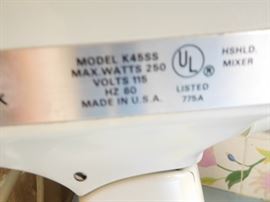 MODEL K45SS
MAX.WATTS 250
VOLTS 115
HZ 60
MADE IN U.S.A.
UL ®
LISTED
775A
HSHLD.
MIXER
K